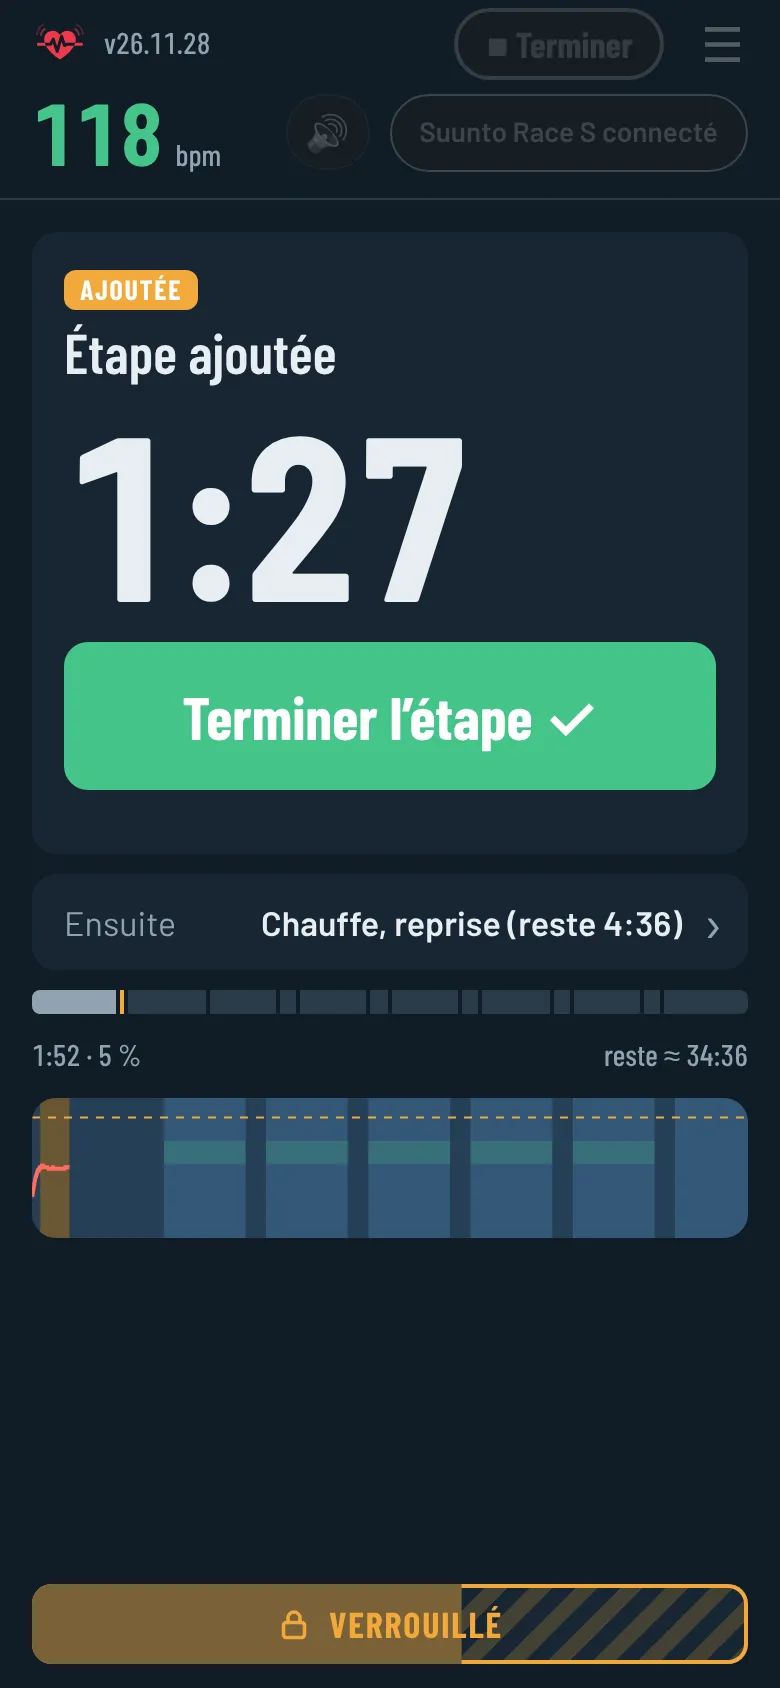 v26.11.28
■ Terminer
118 bpm
Suunto Race S connecté
AJOUTÉE
Étape ajoutée
1:27
Terminer l’étape ✓
Ensuite
Chauffe, reprise (reste 4:36) ›
1:52 · 5 %
reste ≈ 34:36
VERROUILLÉ